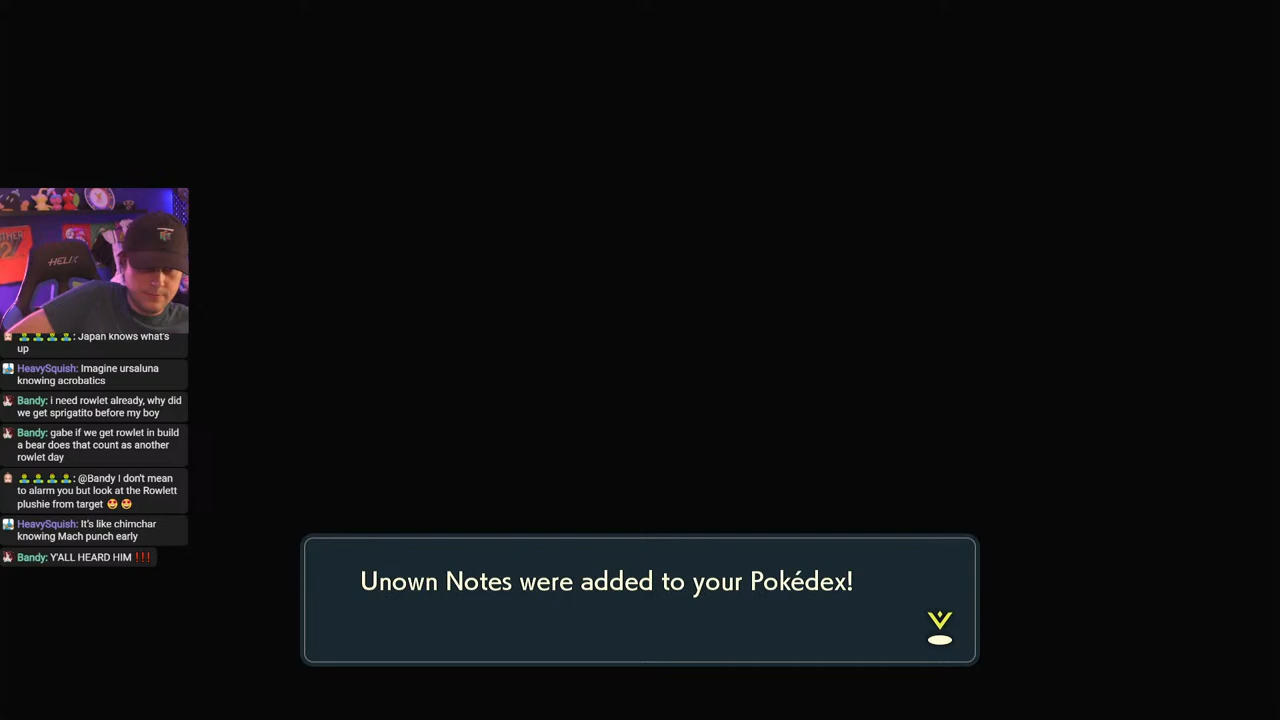 HELIX
: Japan knows what's
up
HeavySquish: Imagine ursaluna
knowing acrobatics
Bandy: i need rowlet already, why did
we get sprigatito before my boy
Bandy: gabe if we get rowlet in build
a bear does that count as another
rowlet day
: @Bandy I don't mean
to alarm you but look at the Rowlett
plushie from target 😍 😍
HeavySquish: It's like chimchar
knowing Mach punch early
Bandy: Y'ALL HEARD HIM ❗❗❗
Unown Notes were added to your Pokédex!